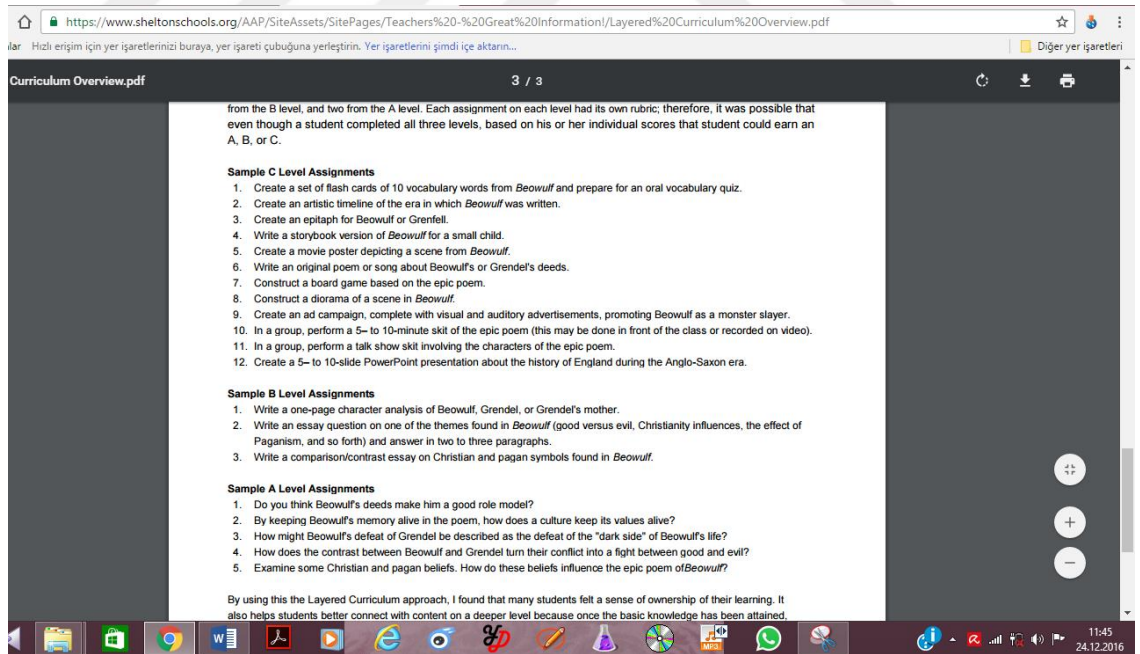 https://www.sheltonschools.org/AAP/SiteAssets/SitePages/Teachers%20-%20Great%20Information!/Layered%20Curriculum%20Overview.pdf
lar Hızlı erişim için yer işaretlerinizi buraya, yer işareti çubuğuna yerleştirin. Yer işaretlerini şimdi içe aktarın... Diğer yer işaretleri
Curriculum Overview.pdf 3 / 3
from the B level, and two from the A level. Each assignment on each level had its own rubric; therefore, it was possible that
even though a student completed all three levels, based on his or her individual scores that student could earn an
A, B, or C.
Sample C Level Assignments
1. Create a set of flash cards of 10 vocabulary words from Beowulf and prepare for an oral vocabulary quiz.
2. Create an artistic timeline of the era in which Beowulf was written.
3. Create an epitaph for Beowulf or Grenfell.
4. Write a storybook version of Beowulf for a small child.
5. Create a movie poster depicting a scene from Beowulf.
6. Write an original poem or song about Beowulf's or Grendel's deeds.
7. Construct a board game based on the epic poem.
8. Construct a diorama of a scene in Beowulf.
9. Create an ad campaign, complete with visual and auditory advertisements, promoting Beowulf as a monster slayer.
10. In a group, perform a 5– to 10-minute skit of the epic poem (this may be done in front of the class or recorded on video).
11. In a group, perform a talk show skit involving the characters of the epic poem.
12. Create a 5– to 10-slide PowerPoint presentation about the history of England during the Anglo-Saxon era.
Sample B Level Assignments
1. Write a one-page character analysis of Beowulf, Grendel, or Grendel's mother.
2. Write an essay question on one of the themes found in Beowulf (good versus evil, Christianity influences, the effect of
Paganism, and so forth) and answer in two to three paragraphs.
3. Write a comparison/contrast essay on Christian and pagan symbols found in Beowulf.
Sample A Level Assignments
1. Do you think Beowulf's deeds make him a good role model?
2. By keeping Beowulf's memory alive in the poem, how does a culture keep its values alive?
3. How might Beowulf's defeat of Grendel be described as the defeat of the "dark side" of Beowulf's life?
4. How does the contrast between Beowulf and Grendel turn their conflict into a fight between good and evil?
5. Examine some Christian and pagan beliefs. How do these beliefs influence the epic poem ofBeowulf?
By using this the Layered Curriculum approach, I found that many students felt a sense of ownership of their learning. It
also helps students better connect with content on a deeper level because once the basic knowledge has been attained,
MP3
11:45
24.12.2016